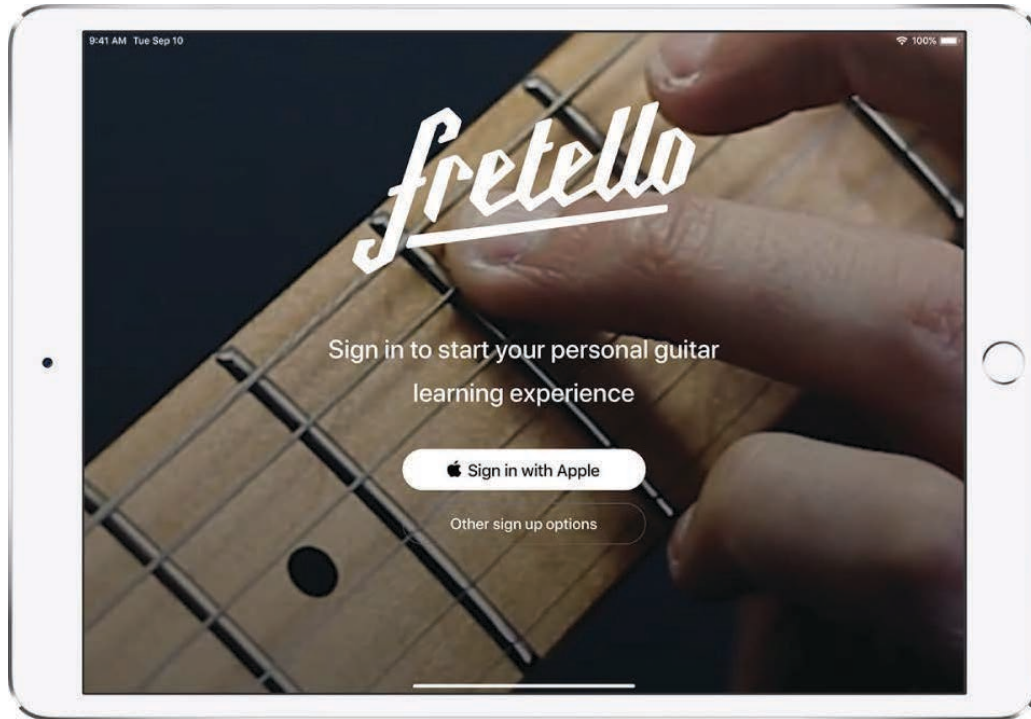 9:41 AM Tue Sep 10
100%
fretello
Sign in to start your personal guitar
learning experience
Sign in with Apple
Other sign up options